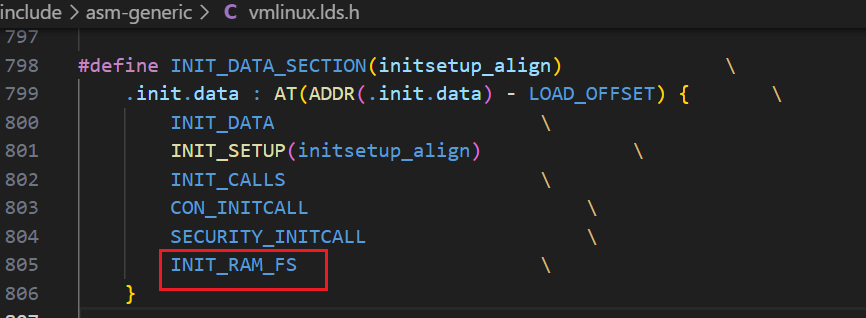 include > asm-generic > C vmlinux.lds.h
797
798 #define INIT_DATA_SECTION(initsetup_align) \
799 .init.data : AT(ADDR(.init.data) - LOAD_OFFSET) { \
800 INIT_DATA \
801 INIT_SETUP(initsetup_align) \
802 INIT_CALLS \
803 CON_INITCALL \
804 SECURITY_INITCALL \
805 INIT_RAM_FS \
806 }
807